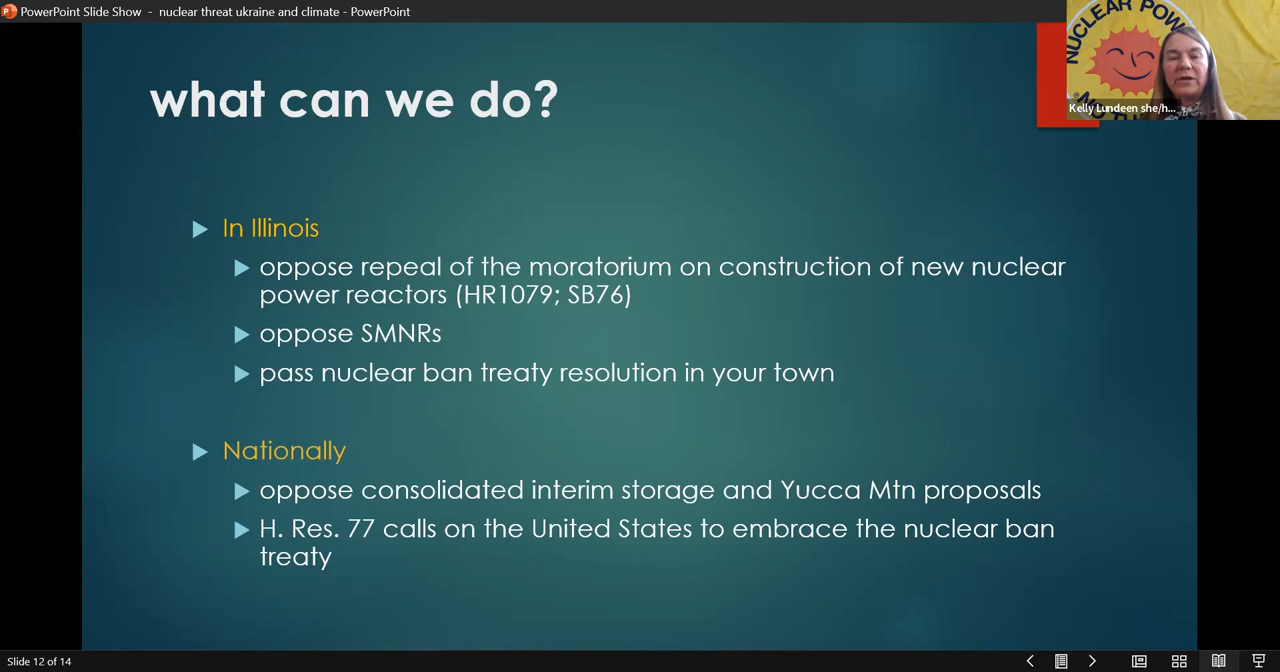 PowerPoint Slide Show - nuclear threat ukraine and climate - PowerPoint
NUCLEAR POW
NO TH
Kelly Lundeen she/h...
what can we do?
In Illinois
oppose repeal of the moratorium on construction of new nuclear
power reactors (HR1079; SB76)
oppose SMNRs
pass nuclear ban treaty resolution in your town
Nationally
oppose consolidated interim storage and Yucca Mtn proposals
H. Res. 77 calls on the United States to embrace the nuclear ban
treaty
Slide 12 of 14